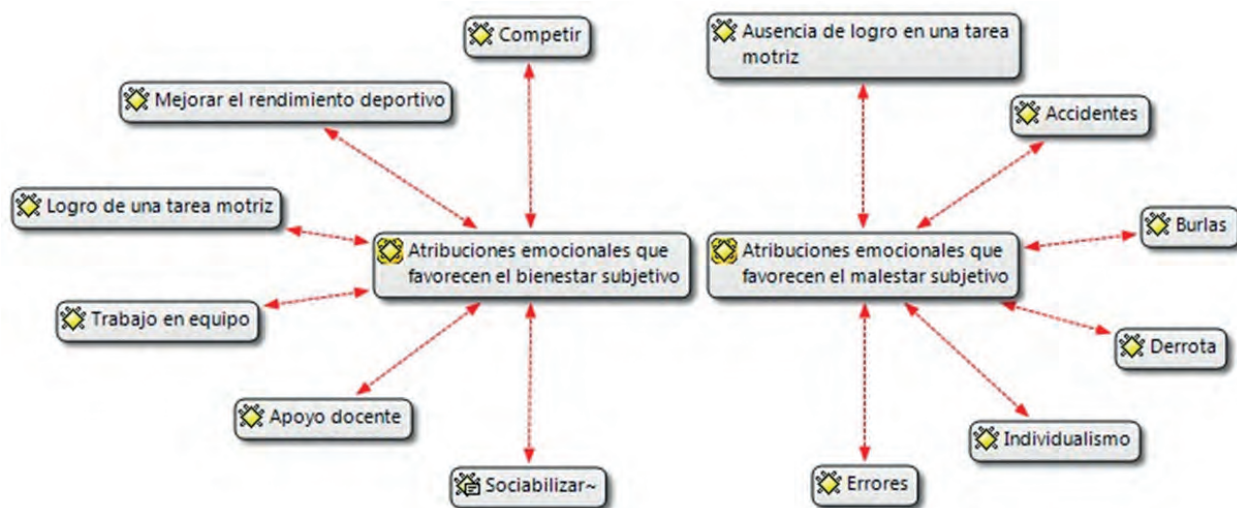 Competir
Ausencia de logro en una tarea
motriz
Mejorar el rendimiento deportivo
Accidentes
Logro de una tarea motriz
Burlas
Atribuciones emocionales que
favorecen el bienestar subjetivo
Atribuciones emocionales que
favorecen el malestar subjetivo
Trabajo en equipo
Derrota
Apoyo docente
Individualismo
Sociabilizar~
Errores